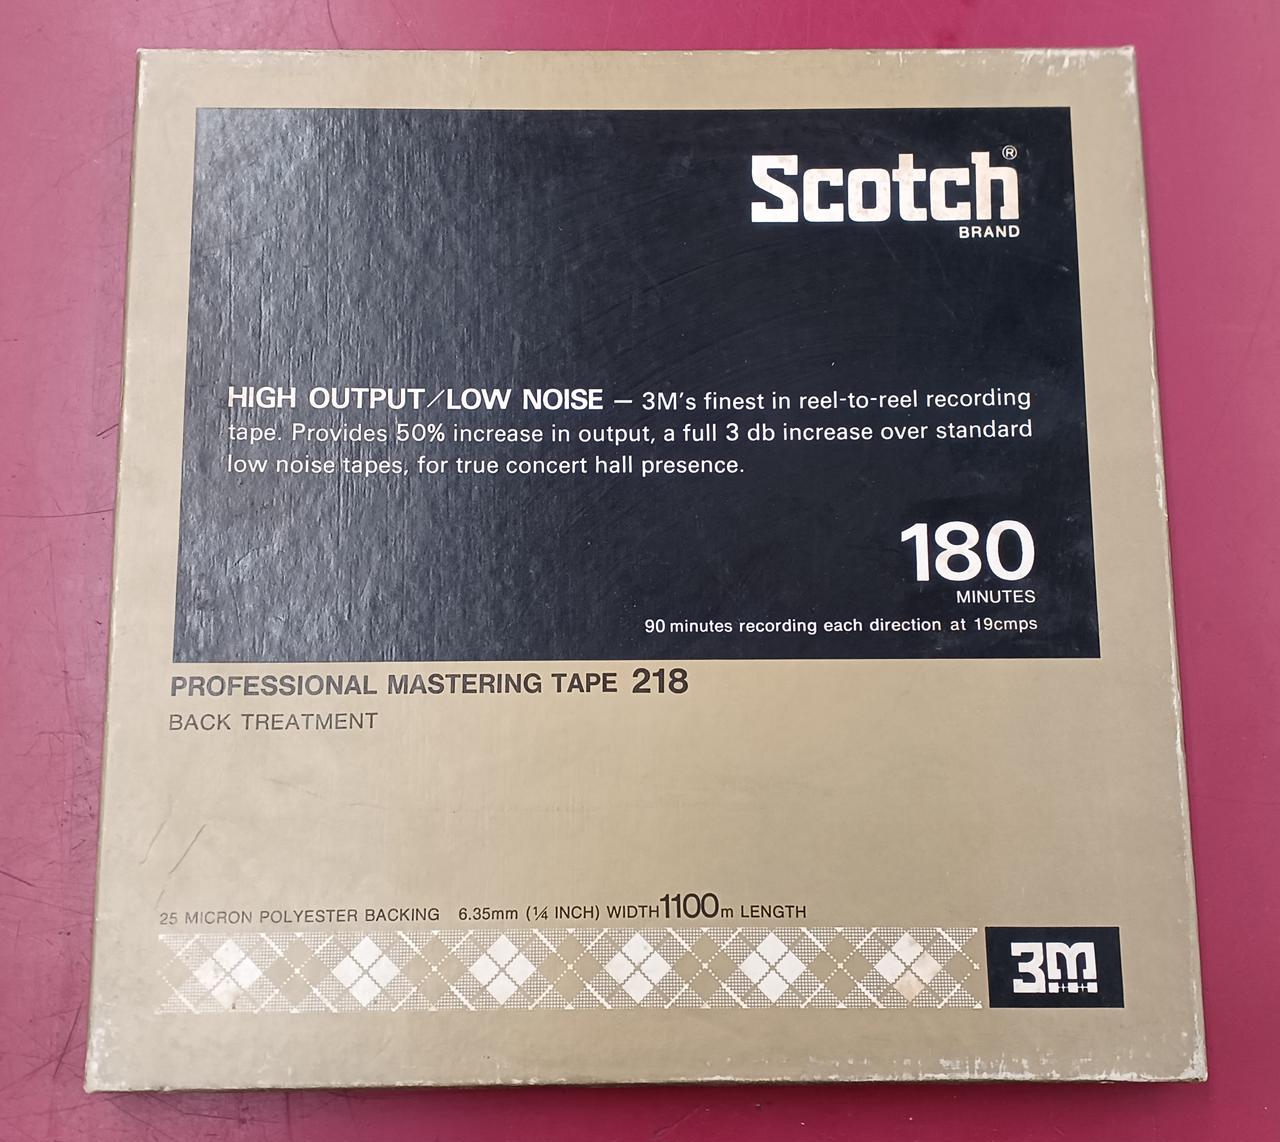 Scotch®
BRAND
HIGH OUTPUT/LOW NOISE — 3M's finest in reel-to-reel recording
tape. Provides 50% increase in output, a full 3 db increase over standard
low noise tapes, for true concert hall presence.
180
MINUTES
90 minutes recording each direction at 19cmps
PROFESSIONAL MASTERING TAPE 218
BACK TREATMENT
25 MICRON POLYESTER BACKING 6.35mm (¼ INCH) WIDTH 1100m LENGTH
3M